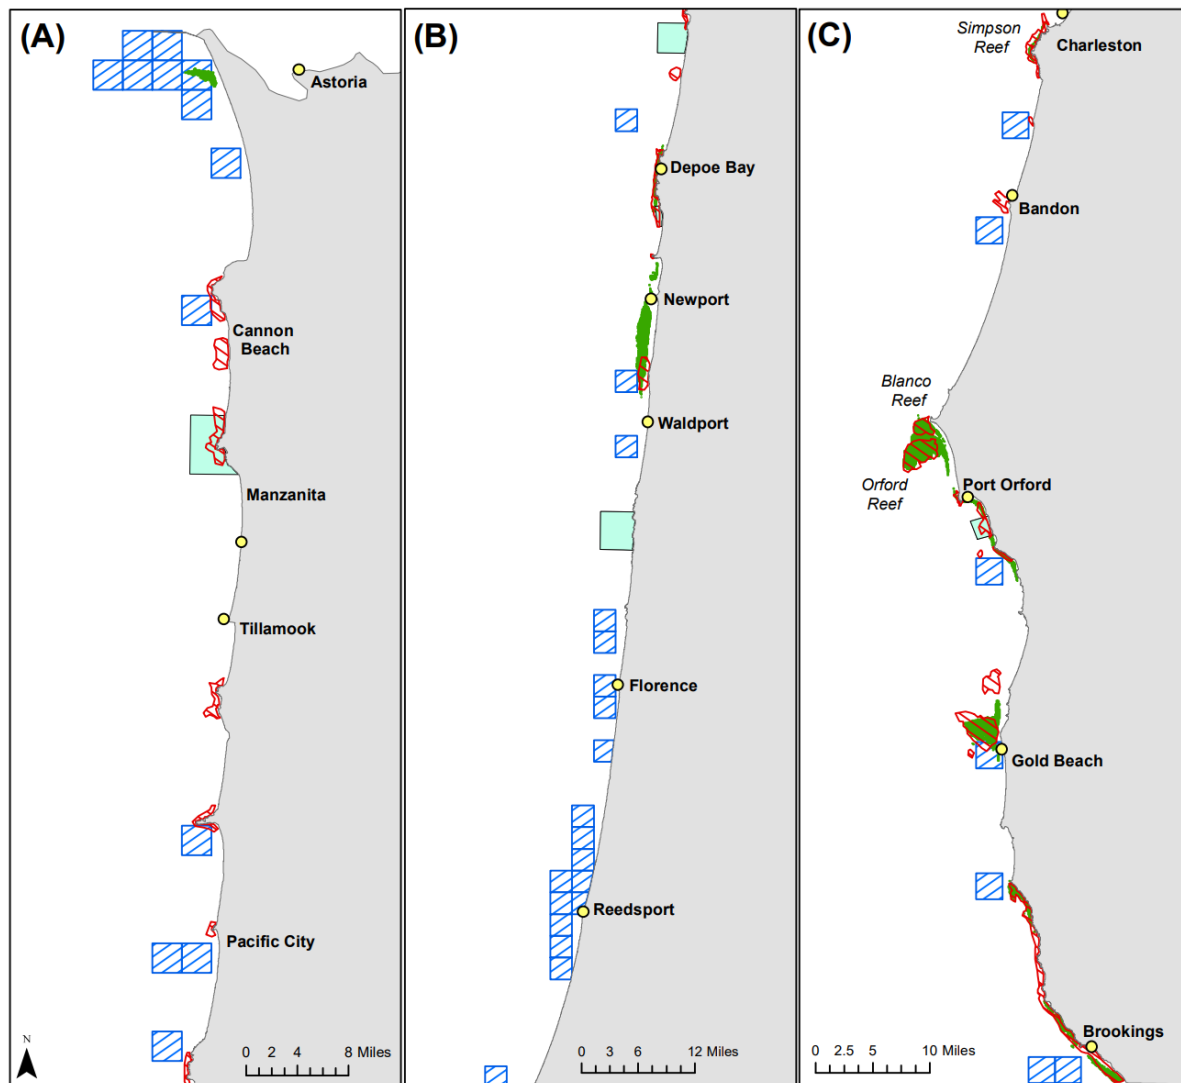 (A)
Astoria
Cannon
Beach
Manzanita
Tillamook
Pacific City
N
0 2 4 8 Miles
(B)
Depoe Bay
Newport
Waldport
Florence
Reedsport
0 3 6 12 Miles
(C)
Simpson
Reef
Charleston
Bandon
Blanco
Reef
Orford
Reef
Port Orford
Gold Beach
Brookings
0 2.5 5 10 Miles